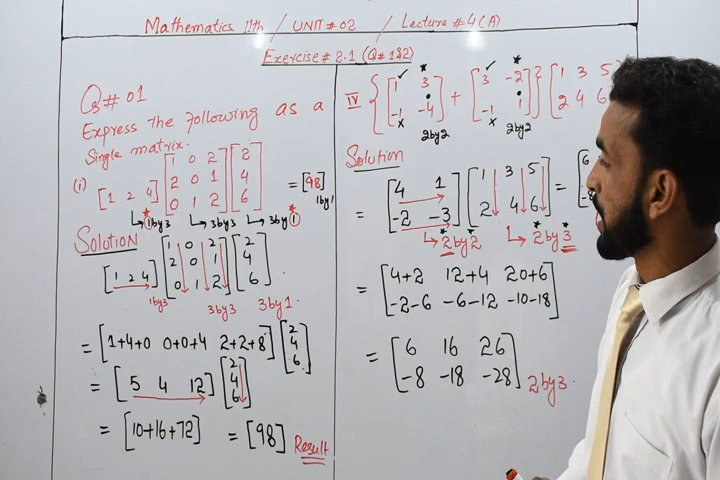 Mathematics 11th / UNIT # 02 / Lecture # 4(A)
Exercise # 2.1 (Q# 1&2)
Q# 01
Express the following as a
Single matrix.
(i) [1 2 4] [1 0 2] [2]
[2 0 1] [4]
[0 1 2] [6] = [98]
1by3 3by3 3by1 1by1
SOLUTION
[1 2 4] [1 0 2] [2]
[2 0 1] [4]
[0 1 2] [6]
1by3 3by3 3by1.
= [1+4+0 0+0+4 2+2+8] [2 4 6]
= [5 4 12] [2 4 6]
= [10+16+72] = [98] Result
IV { [1 3] + [3 -2] } [1 3 5]
[-1 -4] [-1 1] [2 4 6]
2by2 2by2
Solution
= [4 1] [1 3 5] = [6
[-2 -3] [2 4 6] [-8
2by2 2by3
= [4+2 12+4 20+6]
[-2-6 -6-12 -10-18]
= [6 16 26]
[-8 -18 -28] 2by3.